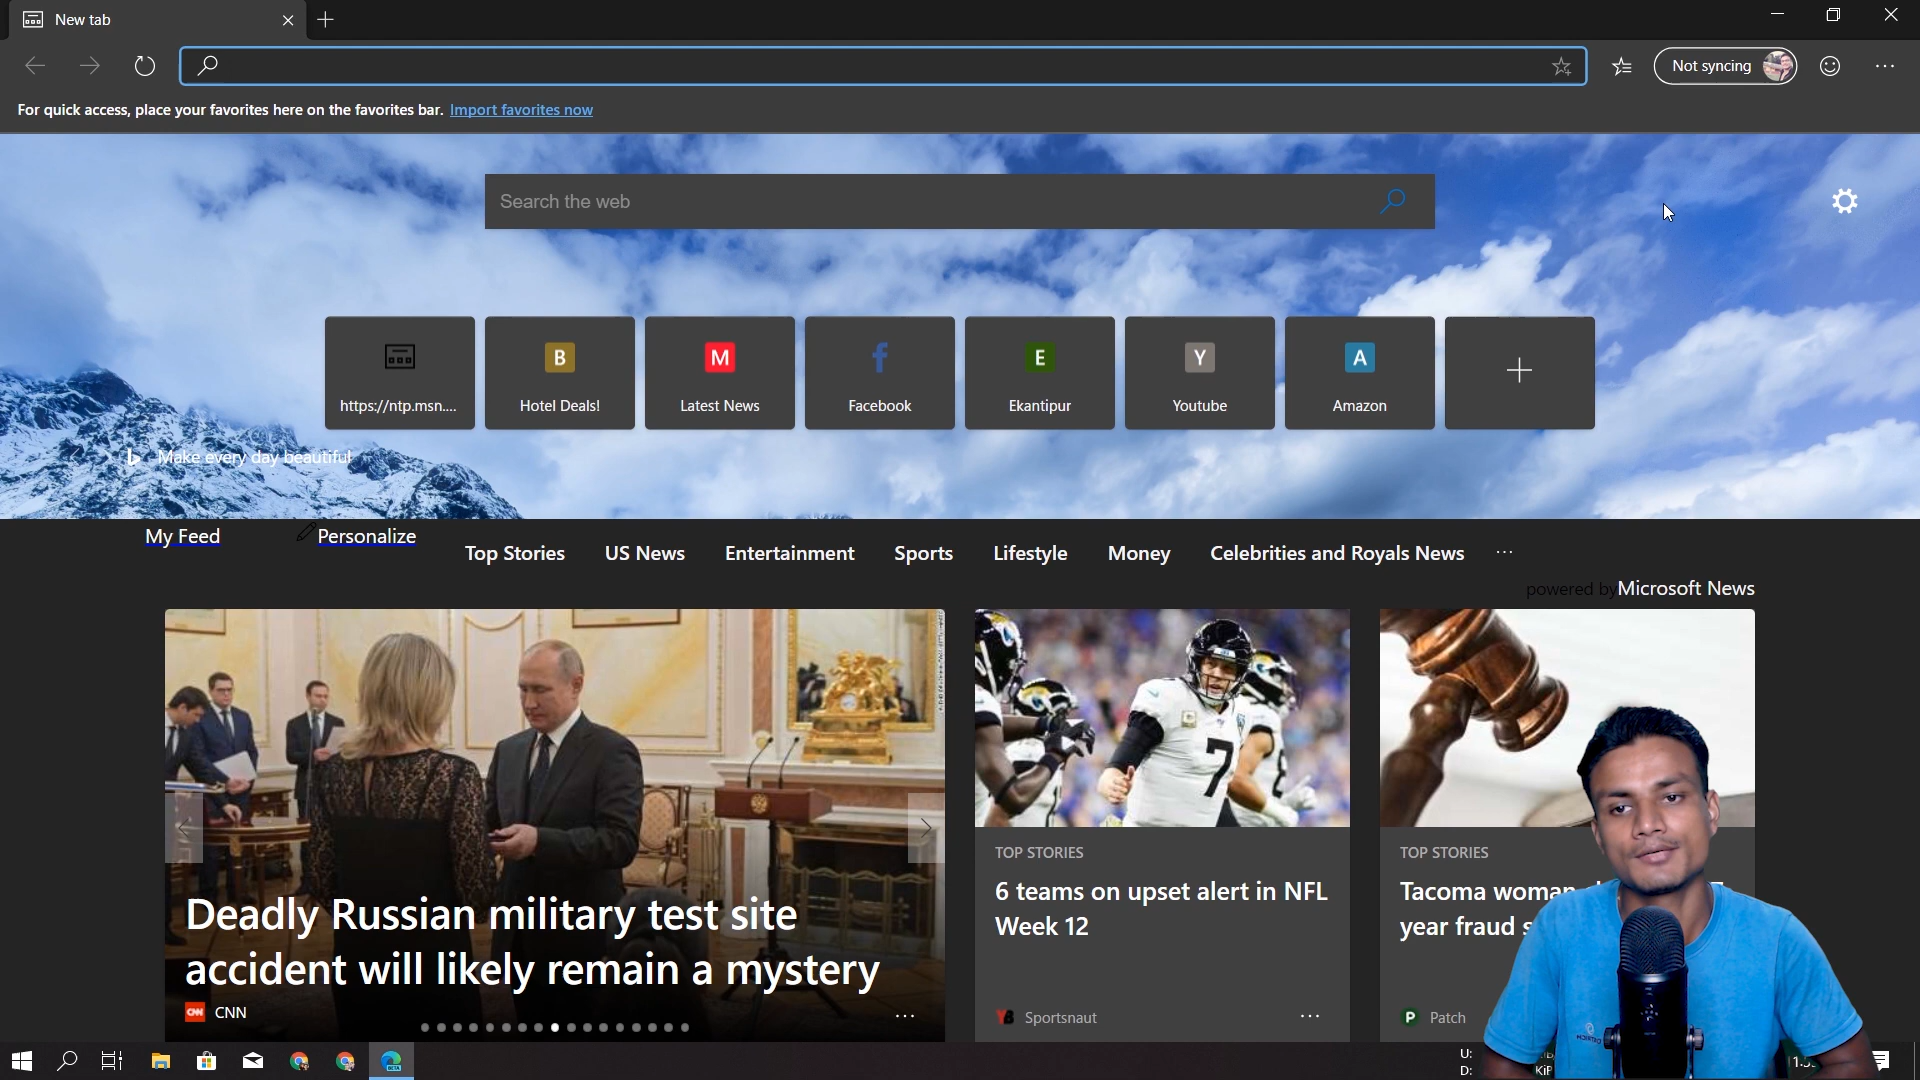 New tab
Not syncing
For quick access, place your favorites here on the favorites bar. Import favorites now
Search the web
B
M
f
E
Y
A
https://ntp.msn....
Hotel Deals!
Latest News
Facebook
Ekantipur
Youtube
Amazon
Make every day beautiful
My Feed
Personalize
Top Stories
US News
Entertainment
Sports
Lifestyle
Money
Celebrities and Royals News
powered by Microsoft News
Deadly Russian military test site
accident will likely remain a mystery
CNN
7
TOP STORIES
6 teams on upset alert in NFL
Week 12
Sportsnaut
TOP STORIES
Tacoma woman
year fraud
P Patch
U:
D: